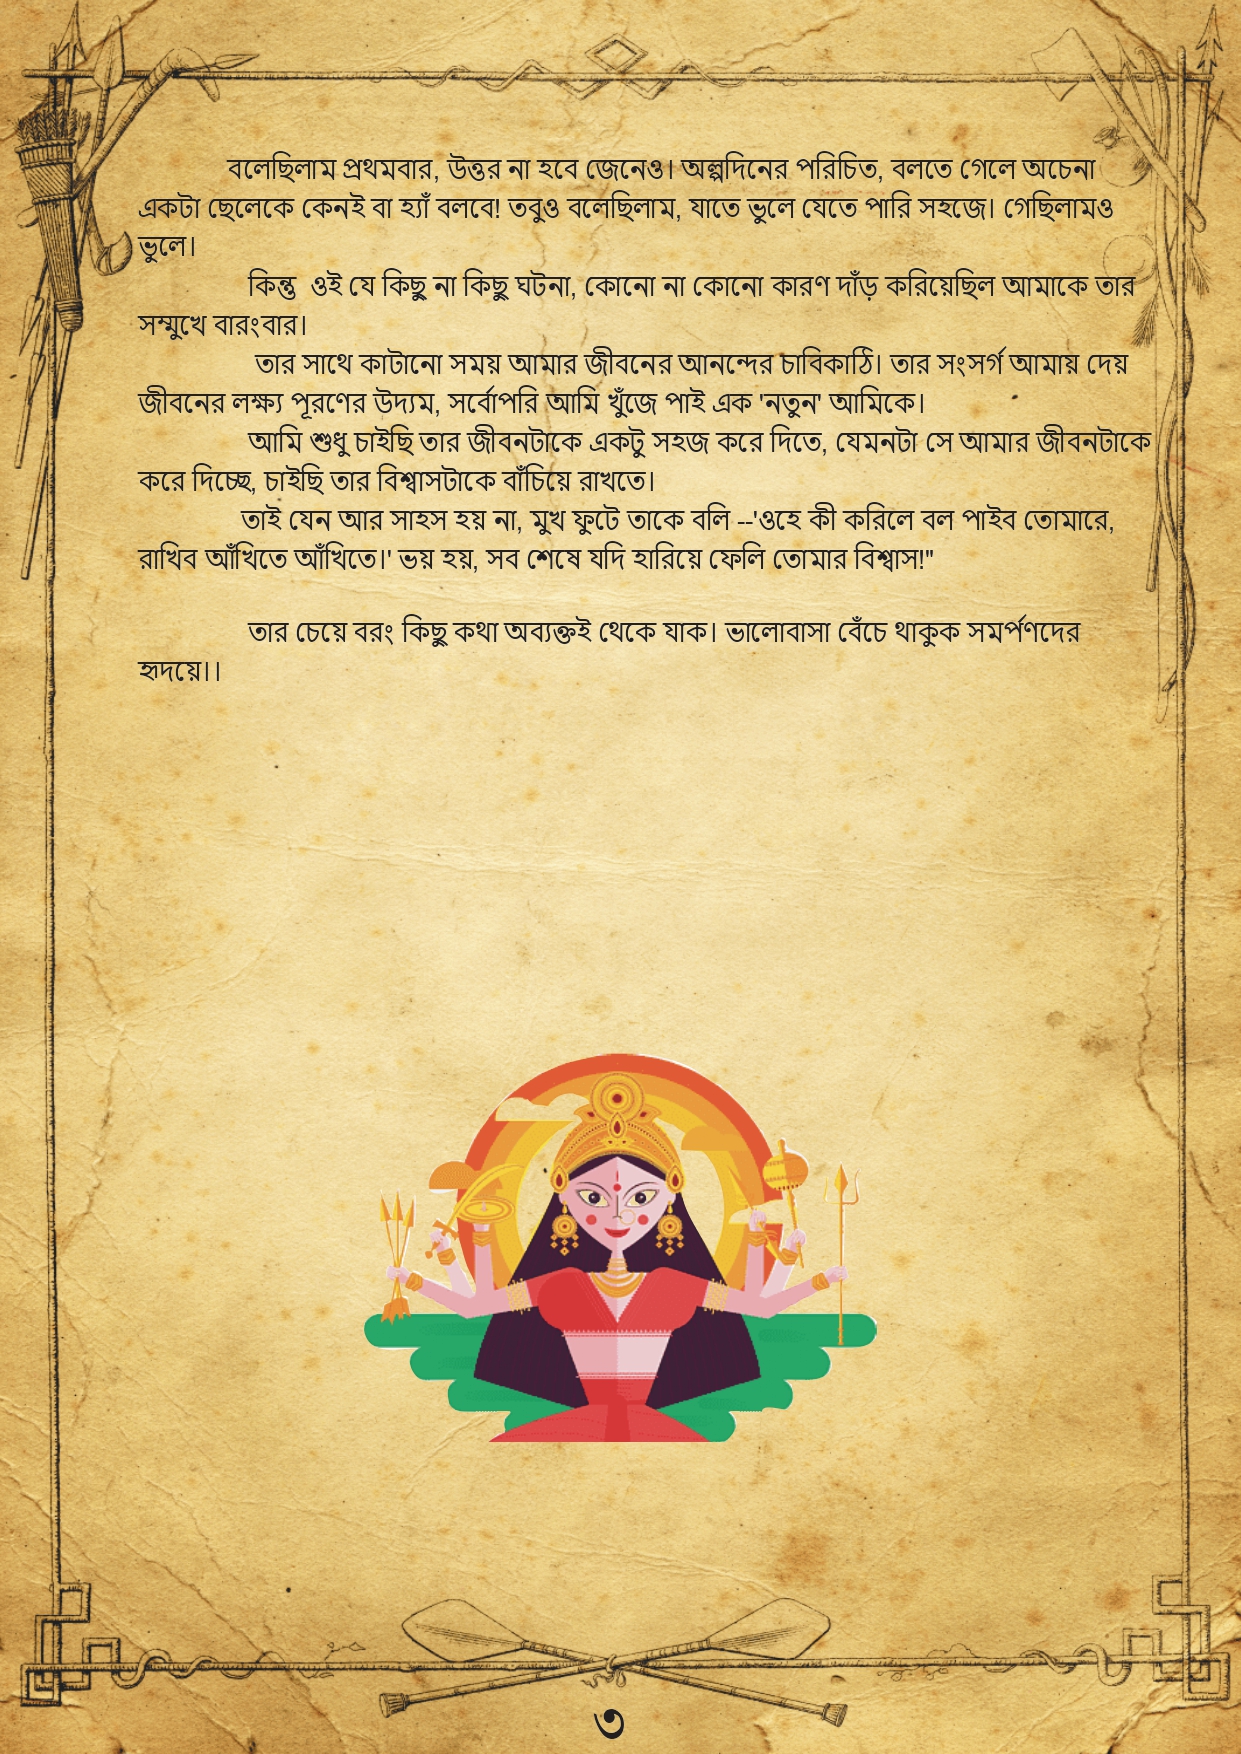 বলেছিলাম প্রথমবার, উত্তর না হবে জেনেও। অল্পদিনের পরিচিত, বলতে গেলে অচেনা
একটা ছেলেকে কেনই বা হ্যাঁ বলবে! তবুও বলেছিলাম, যাতে ভুলে যেতে পারি সহজে। গেছিলামও
ভুলে।
কিন্তু ওই যে কিছু না কিছু ঘটনা, কোনো না কোনো কারণ দাঁড় করিয়েছিল আমাকে তার
সম্মুখে বারংবার।
তার সাথে কাটানো সময় আমার জীবনের আনন্দের চাবিকাঠি। তার সংসর্গ আমায় দেয়
জীবনের লক্ষ্য পূরণের উদ্যম, সর্বোপরি আমি খুঁজে পাই এক 'নতুন' আমিকে।
আমি শুধু চাইছি তার জীবনটাকে একটু সহজ করে দিতে, যেমনটা সে আমার জীবনটাকে
করে দিচ্ছে, চাইছি তার বিশ্বাসটাকে বাঁচিয়ে রাখতে।
তাই যেন আর সাহস হয় না, মুখ ফুটে তাকে বলি --'ওহে কী করিলে বল পাইব তোমারে,
রাখিব আঁখিতে আঁখিতে।' ভয় হয়, সব শেষে যদি হারিয়ে ফেলি তোমার বিশ্বাস!"
তার চেয়ে বরং কিছু কথা অব্যক্তই থেকে যাক। ভালোবাসা বেঁচে থাকুক সমর্পণদের
হৃদয়ে।।
৩